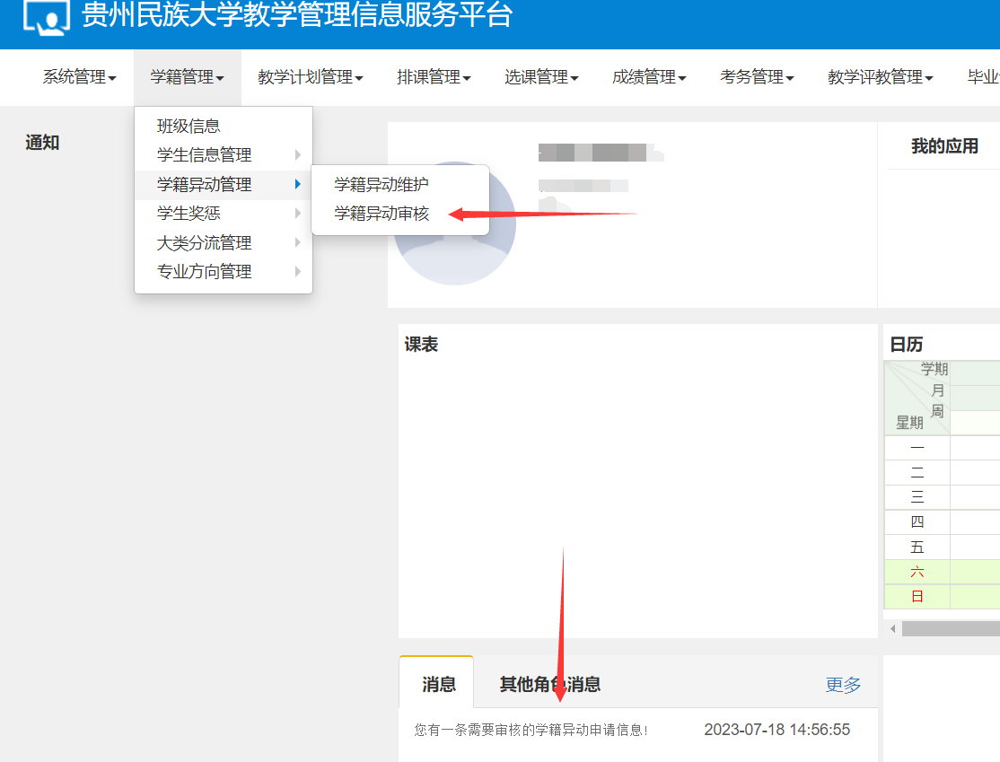 贵州民族大学教学管理信息服务平台
系统管理 学籍管理 教学计划管理 排课管理 选课管理 成绩管理 考务管理 教学评教管理 毕业
通知
班级信息
学生信息管理
学籍异动管理
学生奖惩
大类分流管理
专业方向管理
学籍异动维护
学籍异动审核
我的应用
课表
日历
学期
月
周
星期
一
二
三
四
五
六
日
消息 其他角色消息 更多
您有一条需要审核的学籍异动申请信息! 2023-07-18 14:56:55